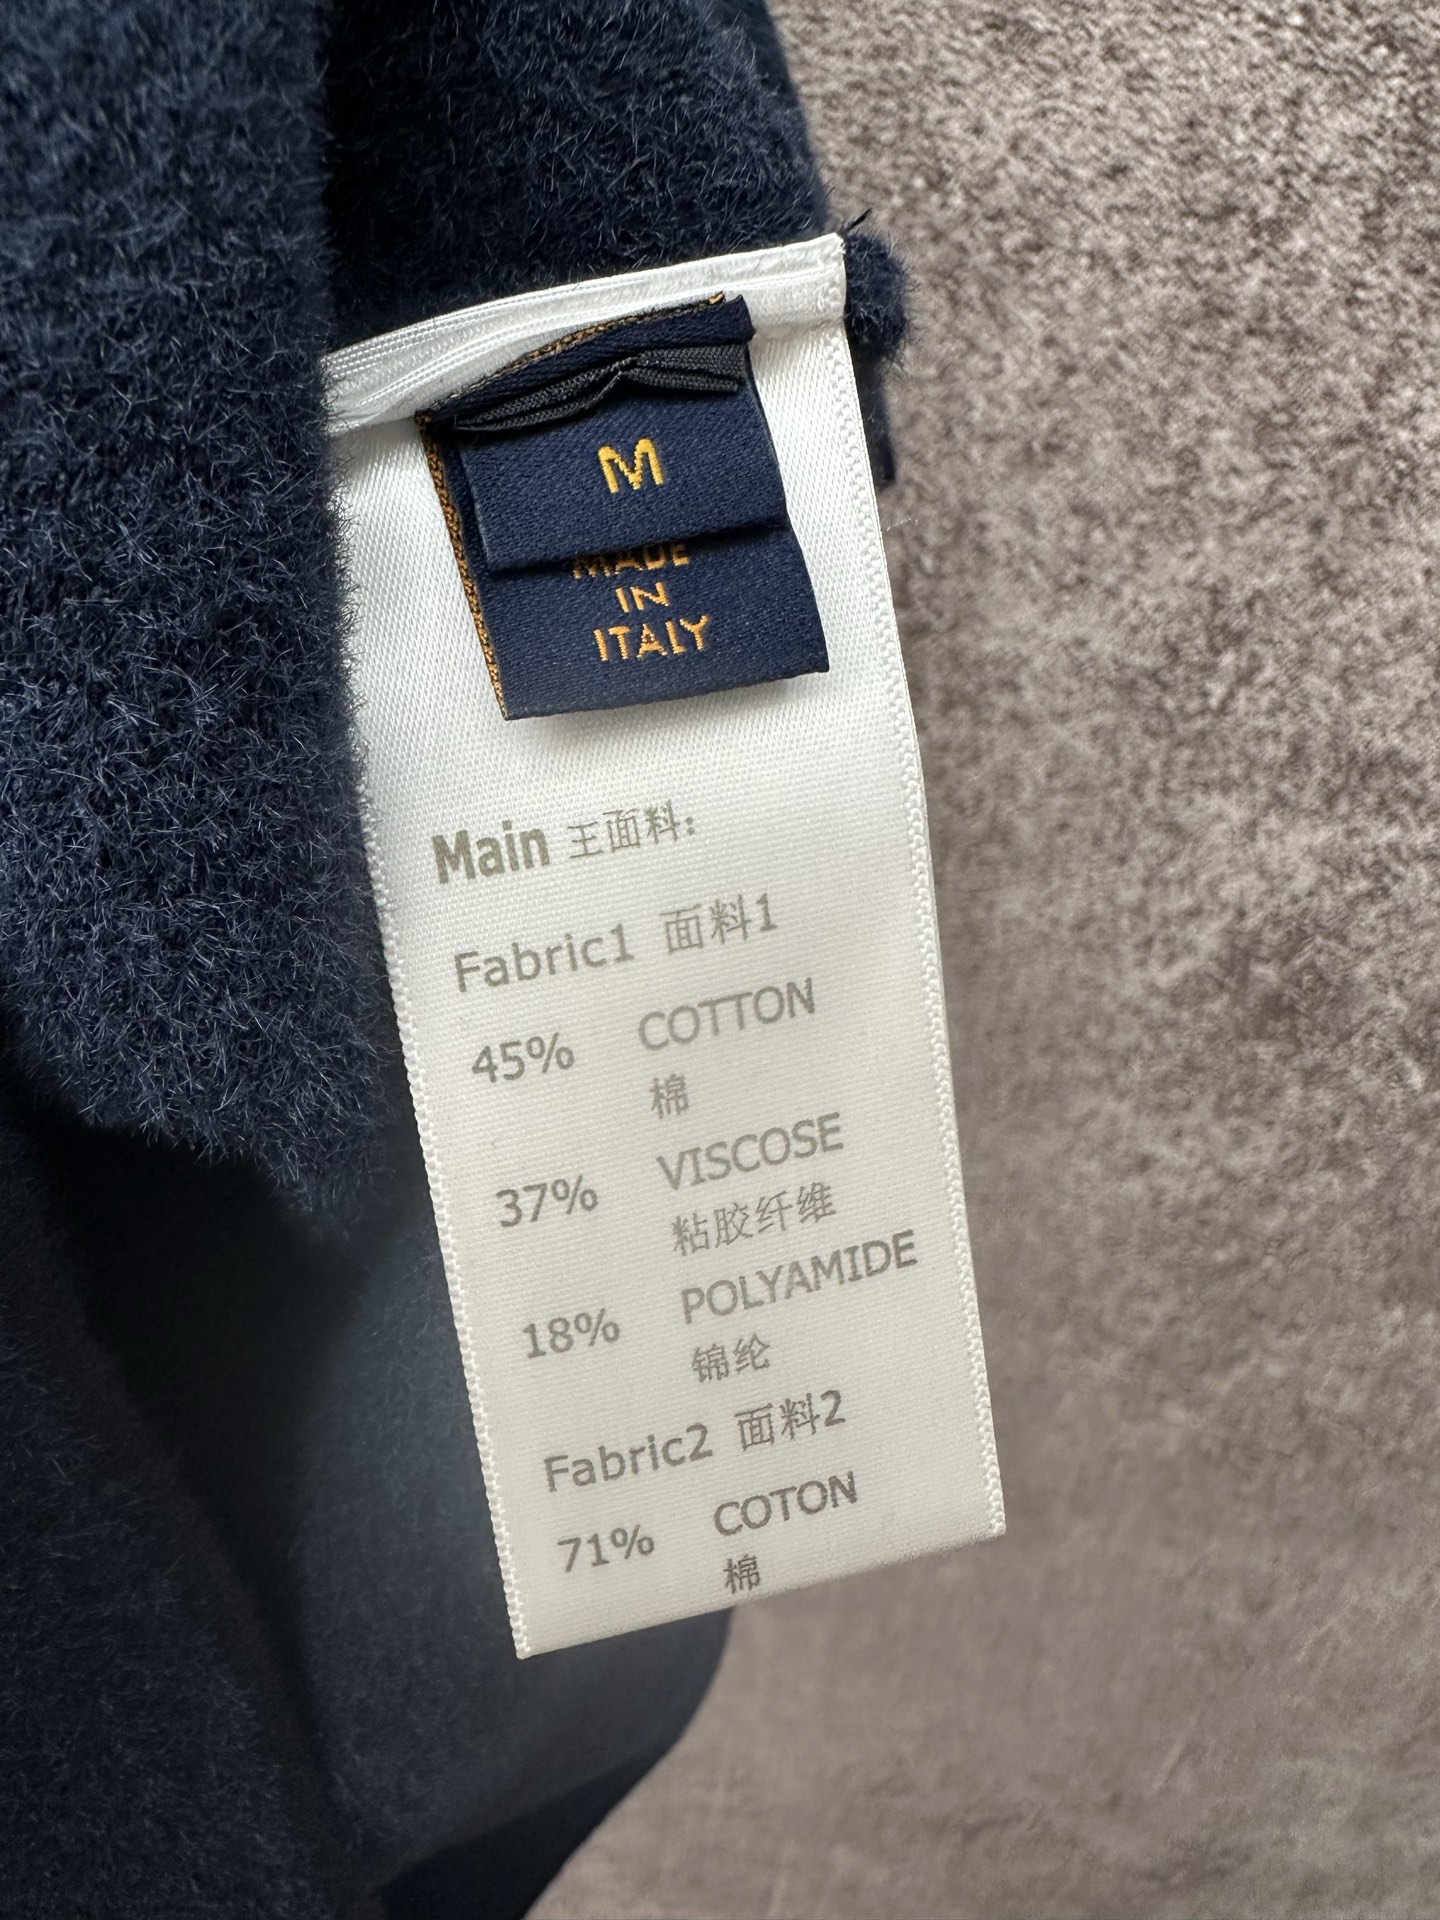 M
MADE
IN
ITALY
Main 王面料:
Fabric1 面料1
45% COTTON
棉
37% VISCOSE
粘胶纤维
18% POLYAMIDE
锦纶
Fabric2 面料2
71% COTON
棉